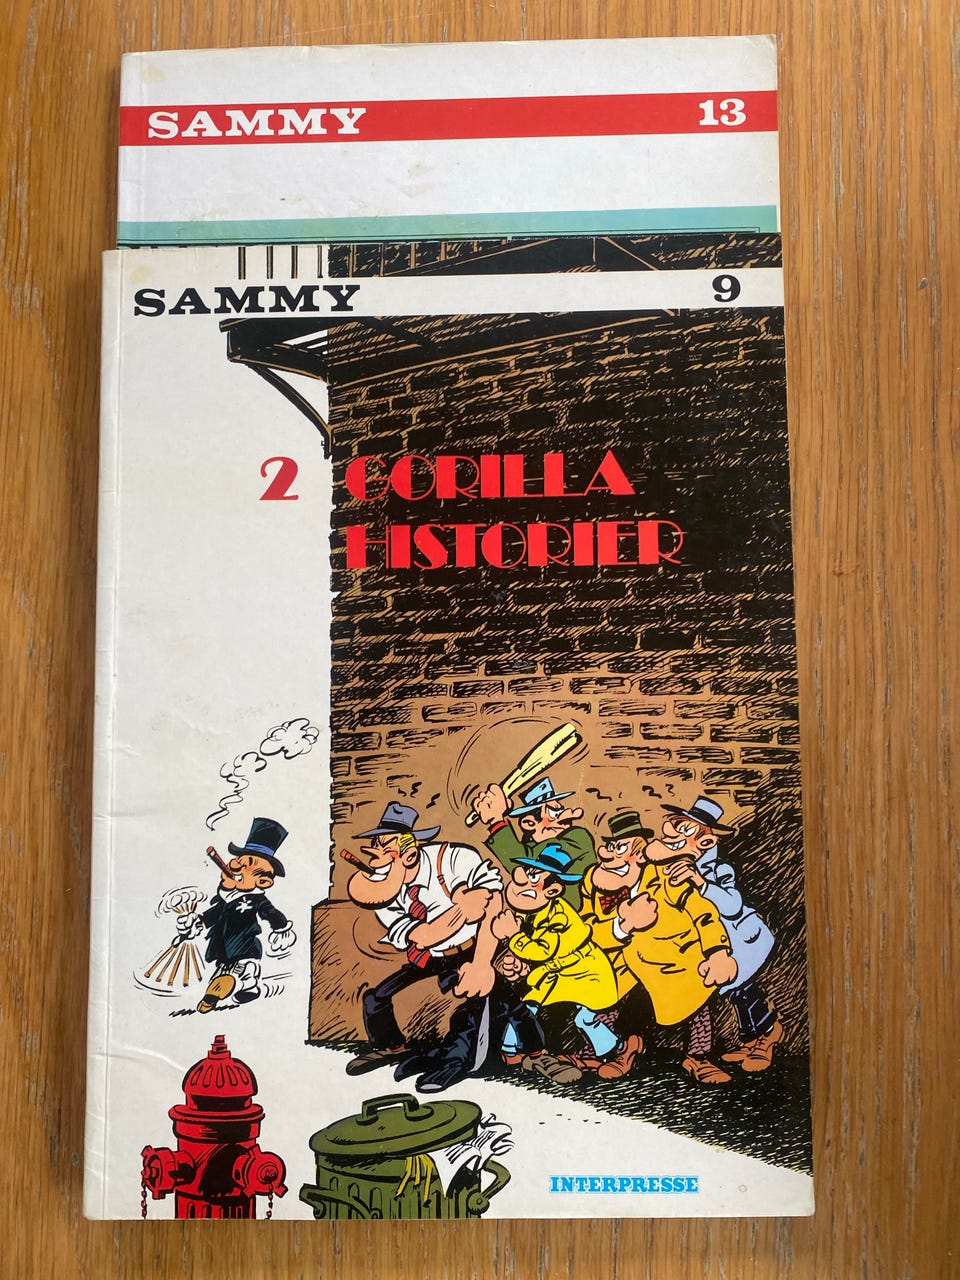 SAMMY 13
SAMMY 9
2 GORILLA
HISTORIER
INTERPRESSE